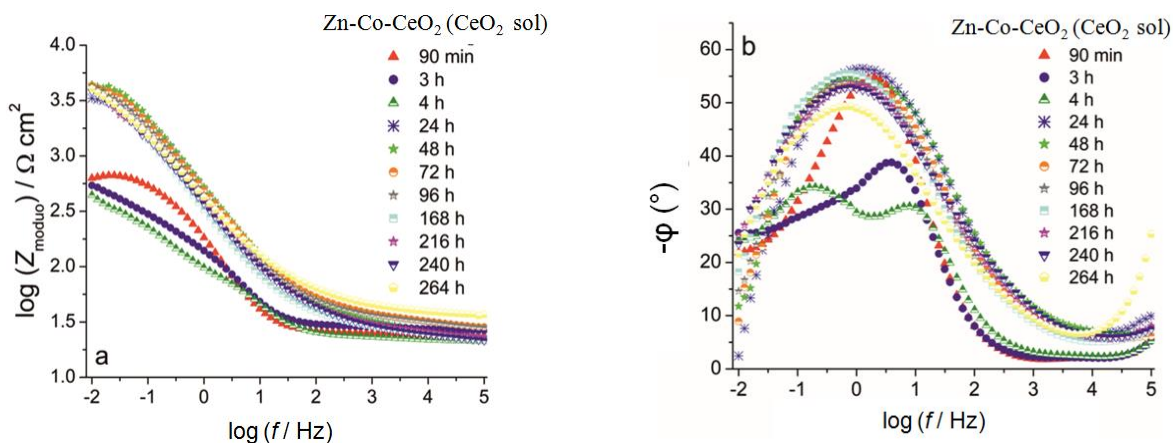 Zn-Co-CeO₂ (CeO₂ sol)
4.0
3.5
3.0
2.5
2.0
1.5
1.0
log (Z_moduo) / Ω cm²
90 min
3 h
4 h
24 h
48 h
72 h
96 h
168 h
216 h
240 h
264 h
a
-2 -1 0 1 2 3 4 5
log (f / Hz)
Zn-Co-CeO₂ (CeO₂ sol)
b
60
50
40
30
20
10
0
-φ (°)
90 min
3 h
4 h
24 h
48 h
72 h
96 h
168 h
216 h
240 h
264 h
-2 -1 0 1 2 3 4 5
log (f / Hz)